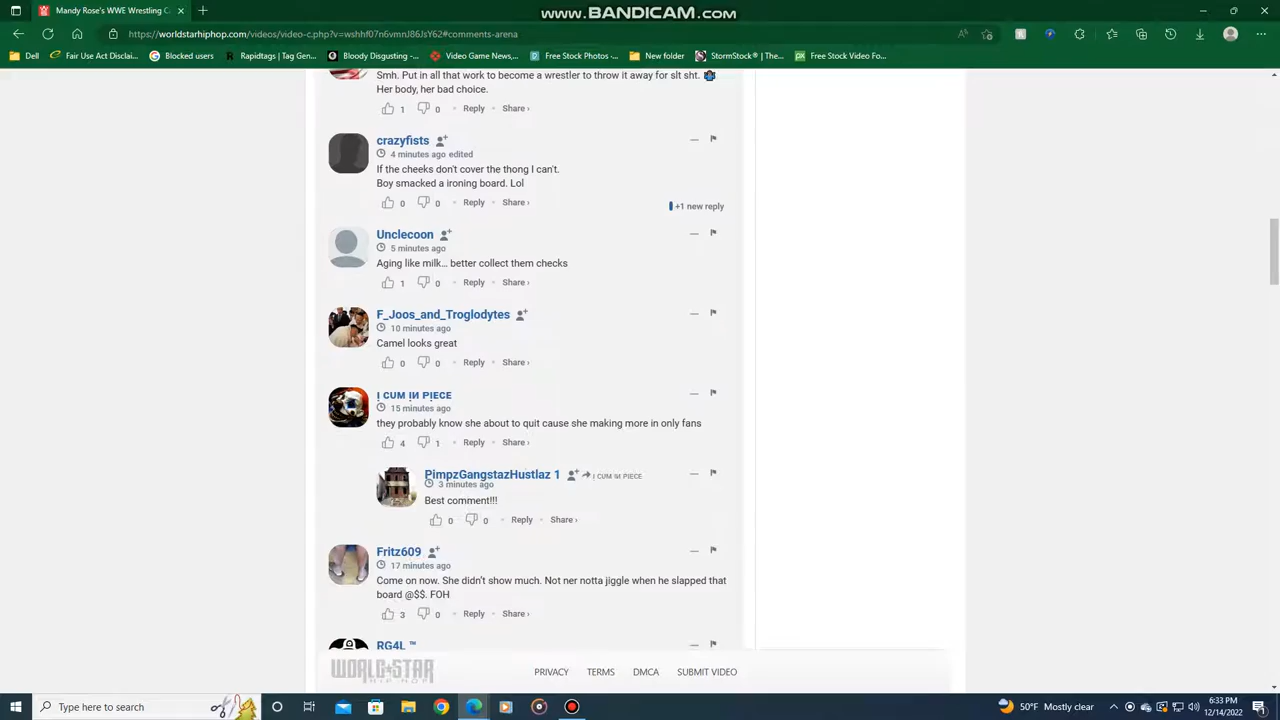 www.BANDICAM.com
Mandy Rose's WWE Wrestling C
https://worldstarhiphop.com/videos/video-c.php?v=wshhf07n6vmnJ86JsY62#comments-arena
Dell
Fair Use Act Disclai...
Blocked users
Rapidtags | Tag Gen...
Bloody Disgusting -...
Video Game News,...
Free Stock Photos -...
New folder
StormStock® | The...
Free Stock Video Fo...
Smh. Put in all that work to become a wrestler to throw it away for slt sht.
Her body, her bad choice.
1 0 • Reply • Share ›
crazyfists
4 minutes ago edited
If the cheeks don't cover the thong I can't.
Boy smacked a ironing board. Lol
0 0 • Reply • Share ›
+1 new reply
Unclecoon
5 minutes ago
Aging like milk... better collect them checks
1 0 • Reply • Share ›
F_Joos_and_Troglodytes
10 minutes ago
Camel looks great
0 0 • Reply • Share ›
Ị CUM ỊИ PỊECE
15 minutes ago
they probably know she about to quit cause she making more in only fans
4 1 • Reply • Share ›
PimpzGangstazHustlaz 1 Ị CUM ỊИ PỊECE
3 minutes ago
Best comment!!!
0 0 • Reply • Share ›
Fritz609
17 minutes ago
Come on now. She didn't show much. Not ner notta jiggle when he slapped that
board @$$. FOH
3 0 • Reply • Share ›
RG4L ™
WORLD STAR
HIP-HOP
PRIVACY TERMS DMCA SUBMIT VIDEO
Type here to search
50°F Mostly clear
6:33 PM
12/14/2022